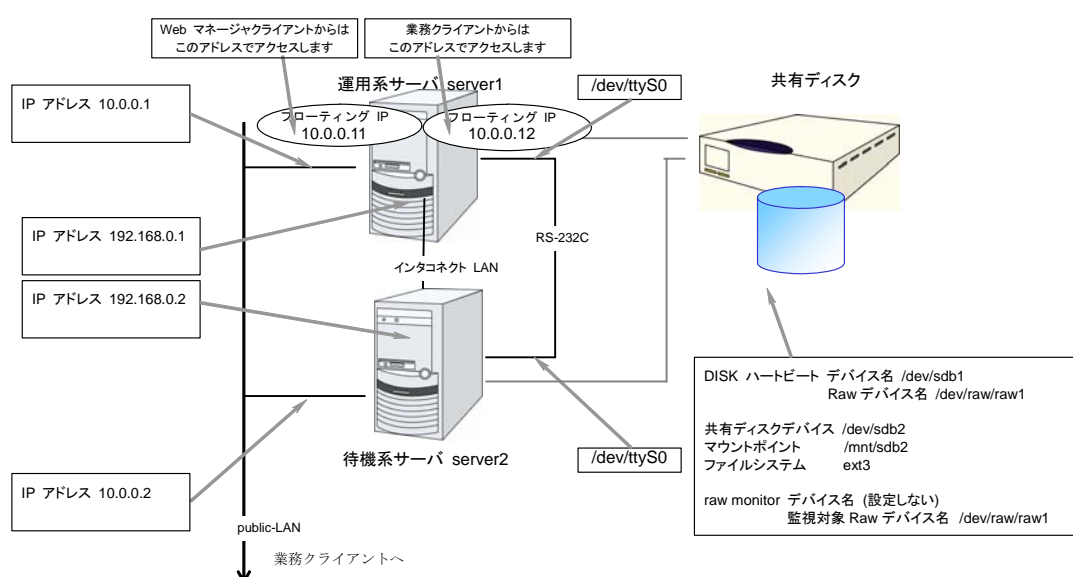 Web マネージャクライアントからは
このアドレスでアクセスします
業務クライアントからは
このアドレスでアクセスします
運用系サーバ server1
/dev/ttyS0
共有ディスク
IP アドレス 10.0.0.1
フローティング IP
10.0.0.11
フローティング IP
10.0.0.12
IP アドレス 192.168.0.1
RS-232C
インタコネクト LAN
IP アドレス 192.168.0.2
DISK ハートビート デバイス名 /dev/sdb1
Raw デバイス名 /dev/raw/raw1
共有ディスクデバイス /dev/sdb2
マウントポイント /mnt/sdb2
ファイルシステム ext3
raw monitor デバイス名 (設定しない)
監視対象 Raw デバイス名 /dev/raw/raw1
待機系サーバ server2
/dev/ttyS0
IP アドレス 10.0.0.2
public-LAN
業務クライアントへ